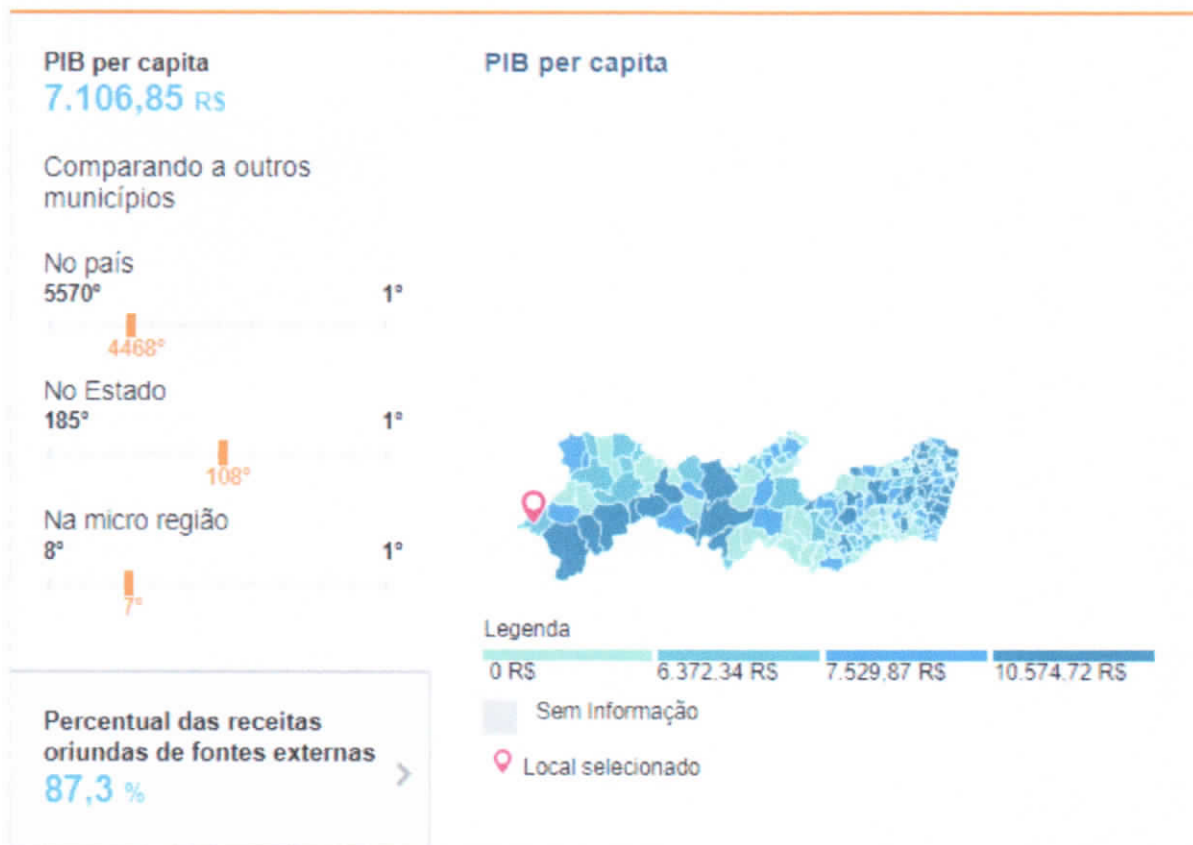 PIB per capita
7.106,85 R$
Comparando a outros
municípios
No país
5570° 1°
4468°
No Estado
185° 1°
108°
Na micro região
8° 1°
7°
Percentual das receitas
oriundas de fontes externas
87,3 %
PIB per capita
Legenda
0 R$ 6.372,34 R$ 7.529,87 R$ 10.574,72 R$
Sem Informação
Local selecionado